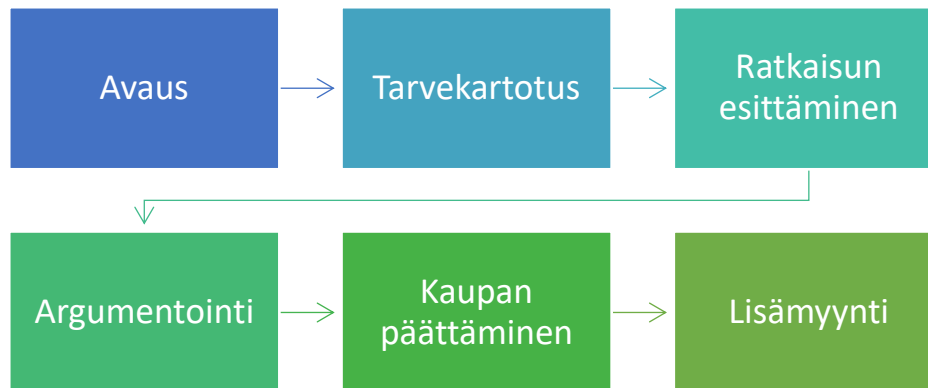 Avaus
Tarvekartotus
Ratkaisun
esittäminen
Argumentointi
Kaupan
päättäminen
Lisämyynti